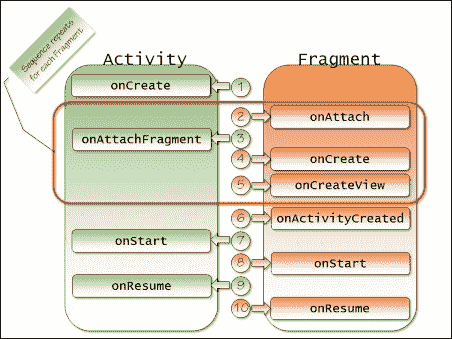 Sequence repeats
for each Fragment
Activity
Fragment
onCreate
1
2
onAttach
onAttachFragment
3
4
onCreate
5
onCreateView
6
onActivityCreated
onStart
7
8
onStart
onResume
9
10
onResume